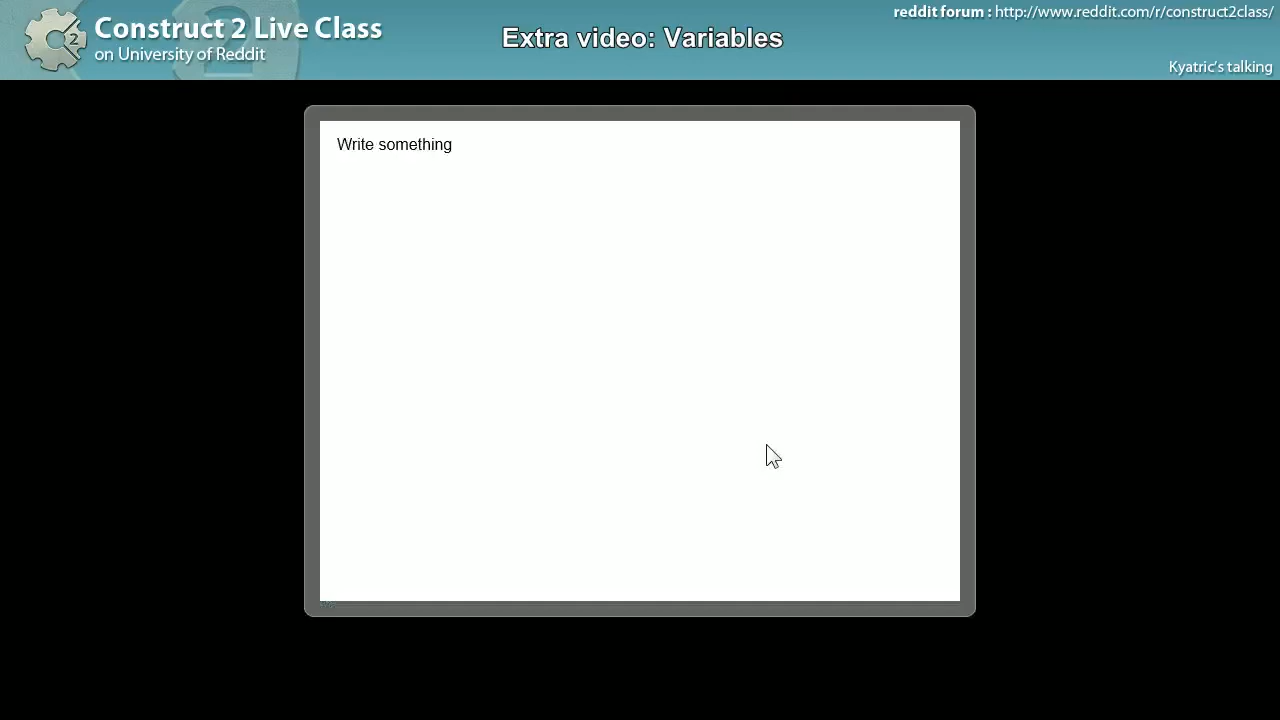 Construct 2 Live Class
on University of Reddit
Extra video: Variables
reddit forum : http://www.reddit.com/r/construct2class/
Kyatric's talking
Write something